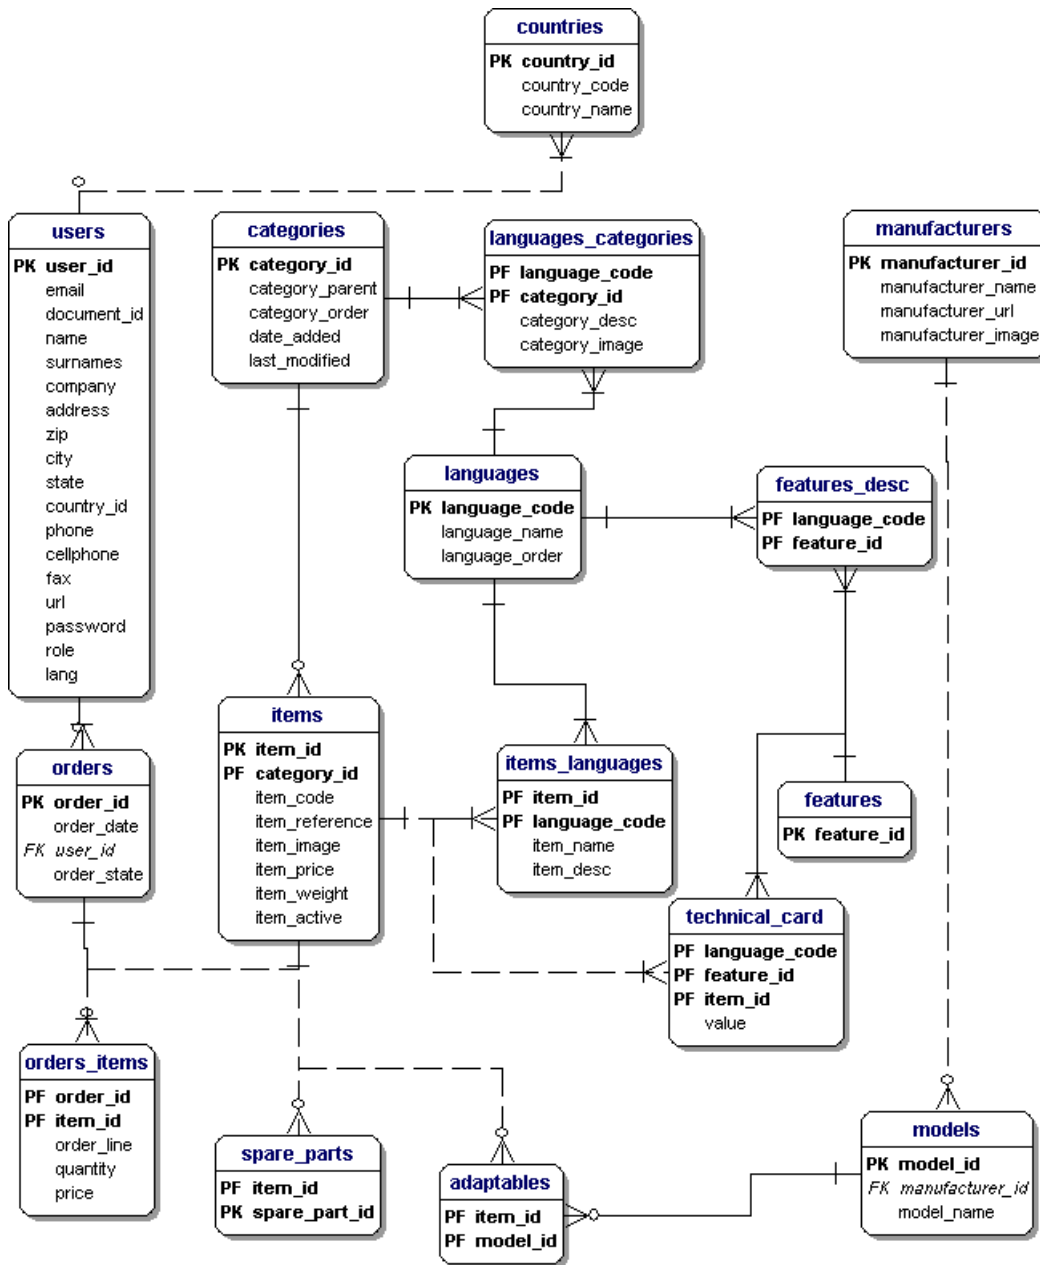 countries
PK country_id
country_code
country_name
users
PK user_id
email
document_id
name
surnames
company
address
zip
city
state
country_id
phone
cellphone
fax
url
password
role
lang
categories
PK category_id
category_parent
category_order
date_added
last_modified
languages_categories
PF language_code
PF category_id
category_desc
category_image
manufacturers
PK manufacturer_id
manufacturer_name
manufacturer_url
manufacturer_image
languages
PK language_code
language_name
language_order
features_desc
PF language_code
PF feature_id
items
PK item_id
PF category_id
item_code
item_reference
item_image
item_price
item_weight
item_active
orders
PK order_id
order_date
FK user_id
order_state
items_languages
PF item_id
PF language_code
item_name
item_desc
features
PK feature_id
technical_card
PF language_code
PF feature_id
PF item_id
value
orders_items
PF order_id
PF item_id
order_line
quantity
price
spare_parts
PF item_id
PK spare_part_id
adaptables
PF item_id
PF model_id
models
PK model_id
FK manufacturer_id
model_name